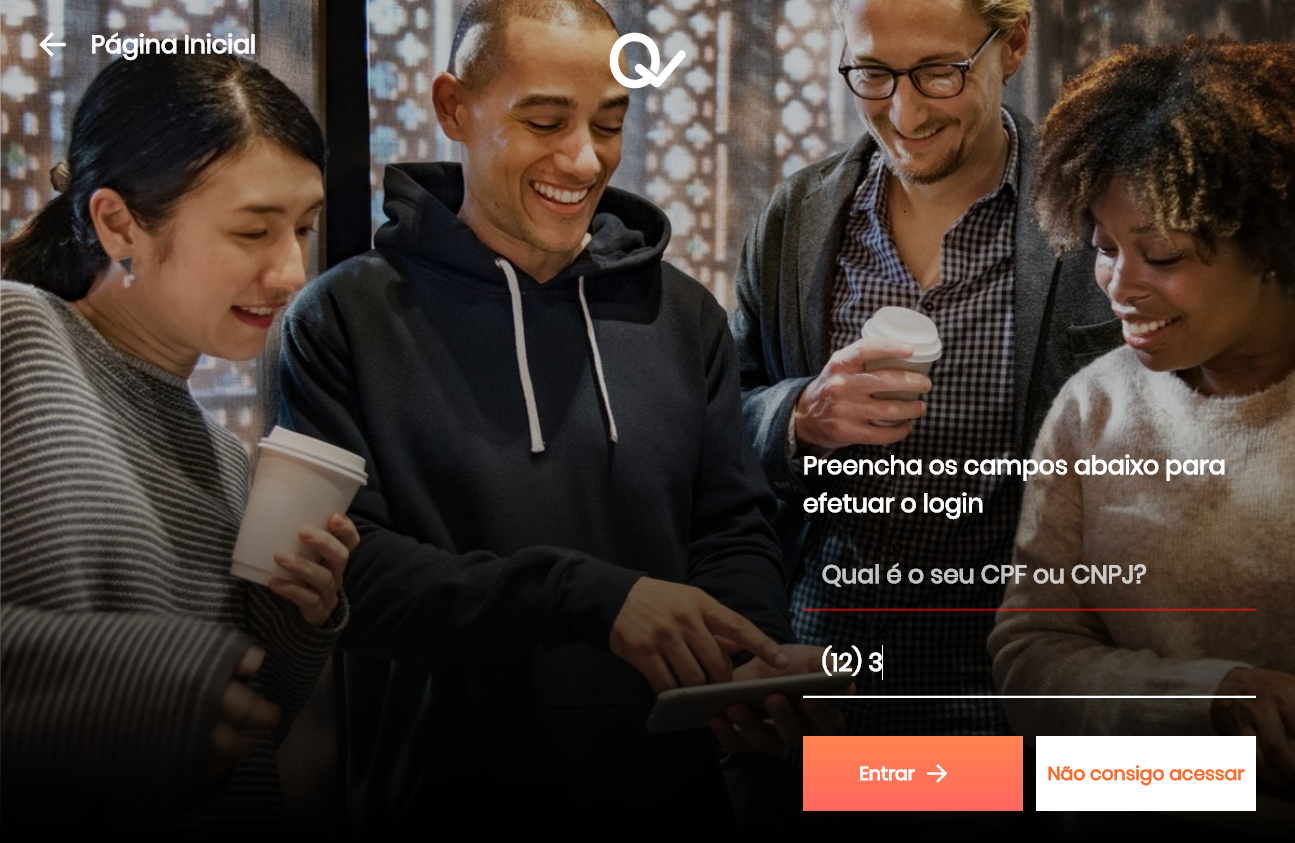 Página Inicial
Preencha os campos abaixo para
efetuar o login
Qual é o seu CPF ou CNPJ?
(12) 3
Entrar
Não consigo acessar